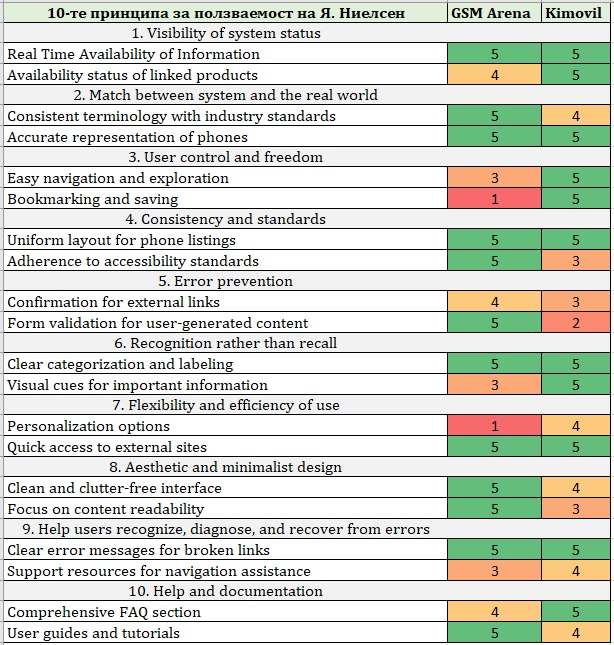 10-те принципа за ползваемост на Я. Ниелсен GSM Arena Kimovil
1. Visibility of system status
Real Time Availability of Information 5 5
Availability status of linked products 4 5
2. Match between system and the real world
Consistent terminology with industry standards 5 4
Accurate representation of phones 5 5
3. User control and freedom
Easy navigation and exploration 3 5
Bookmarking and saving 1 5
4. Consistency and standards
Uniform layout for phone listings 5 5
Adherence to accessibility standards 5 3
5. Error prevention
Confirmation for external links 4 3
Form validation for user-generated content 5 2
6. Recognition rather than recall
Clear categorization and labeling 5 5
Visual cues for important information 3 5
7. Flexibility and efficiency of use
Personalization options 1 4
Quick access to external sites 5 5
8. Aesthetic and minimalist design
Clean and clutter-free interface 5 4
Focus on content readability 5 3
9. Help users recognize, diagnose, and recover from errors
Clear error messages for broken links 5 5
Support resources for navigation assistance 3 4
10. Help and documentation
Comprehensive FAQ section 4 5
User guides and tutorials 5 4